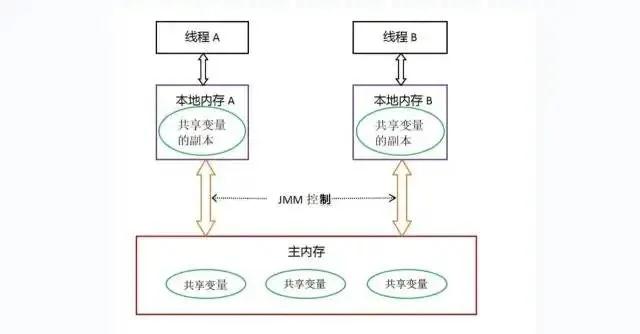 线程 A
线程 B
本地内存 A
本地内存 B
共享变量
的副本
共享变量
的副本
JMM 控制
主内存
共享变量
共享变量
共享变量